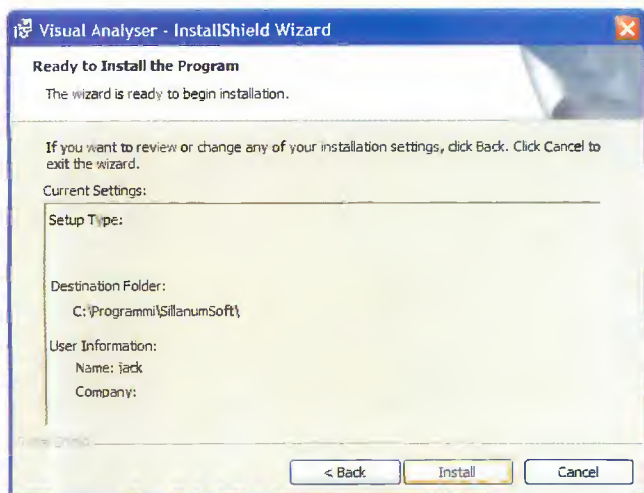 Visual Analyser - InstallShield Wizard
Ready to Install the Program
The wizard is ready to begin installation.
If you want to review or change any of your installation settings, click Back. Click Cancel to
exit the wizard.
Current Settings:
Setup Type:
Destination Folder:
C:\Programmi\SillanumSoft\
User Information:
Name: jack
Company:
< Back
Install
Cancel